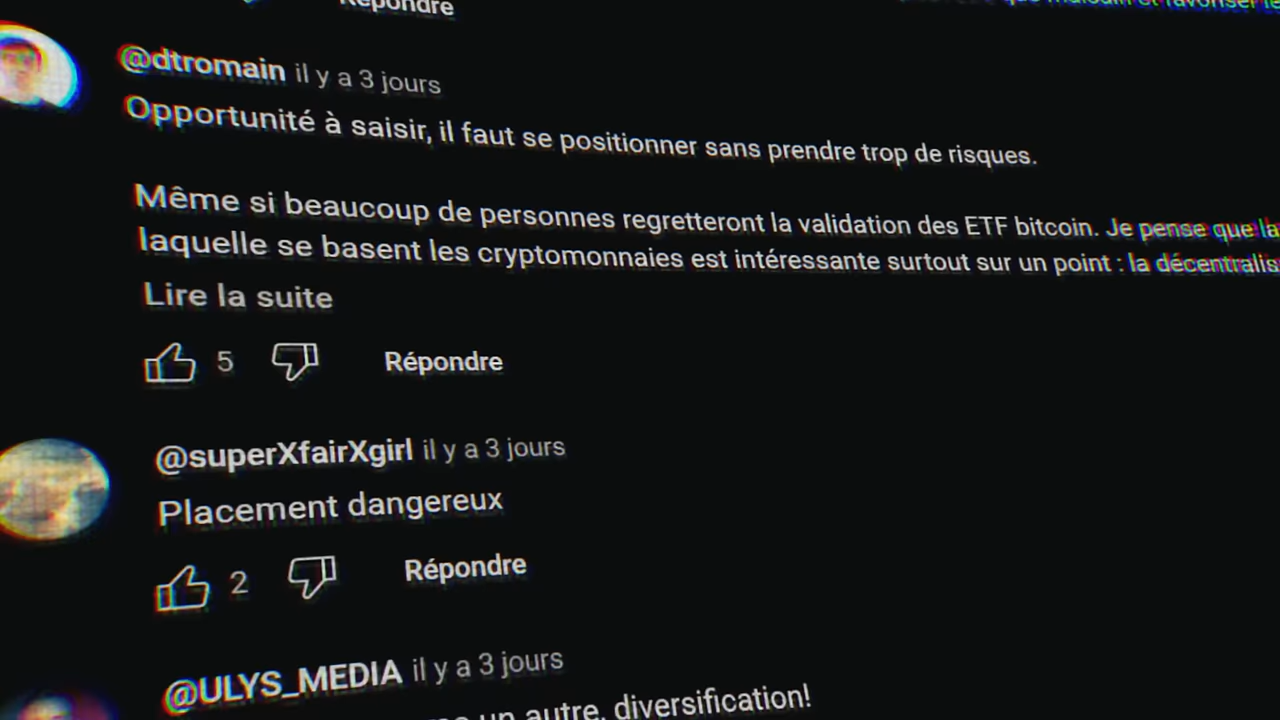 Répondre
@dtromain il y a 3 jours
Opportunité à saisir, il faut se positionner sans prendre trop de risques.
Même si beaucoup de personnes regretteront la validation des ETF bitcoin. Je pense que la
laquelle se basent les cryptomonnaies est intéressante surtout sur un point : la décentralis
Lire la suite
5 Répondre
@superXfairXgirl il y a 3 jours
Placement dangereux
2 Répondre
@ULYS_MEDIA il y a 3 jours
un autre, diversification!